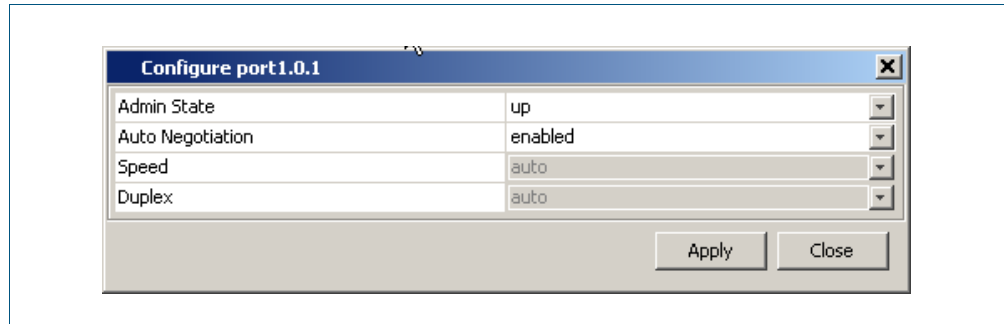 Configure port1.0.1
Admin State up
Auto Negotiation enabled
Speed auto
Duplex auto
Apply Close